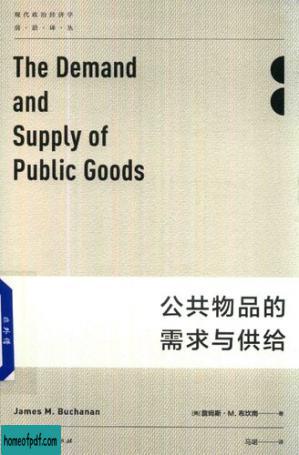 现代政治经济学
前沿译丛
The Demand
and
Supply of
Public Goods
公共物品的
需求与供给
James M. Buchanan
[美]詹姆斯·M. 布坎南 著
马珺 译
homeofpdf.com